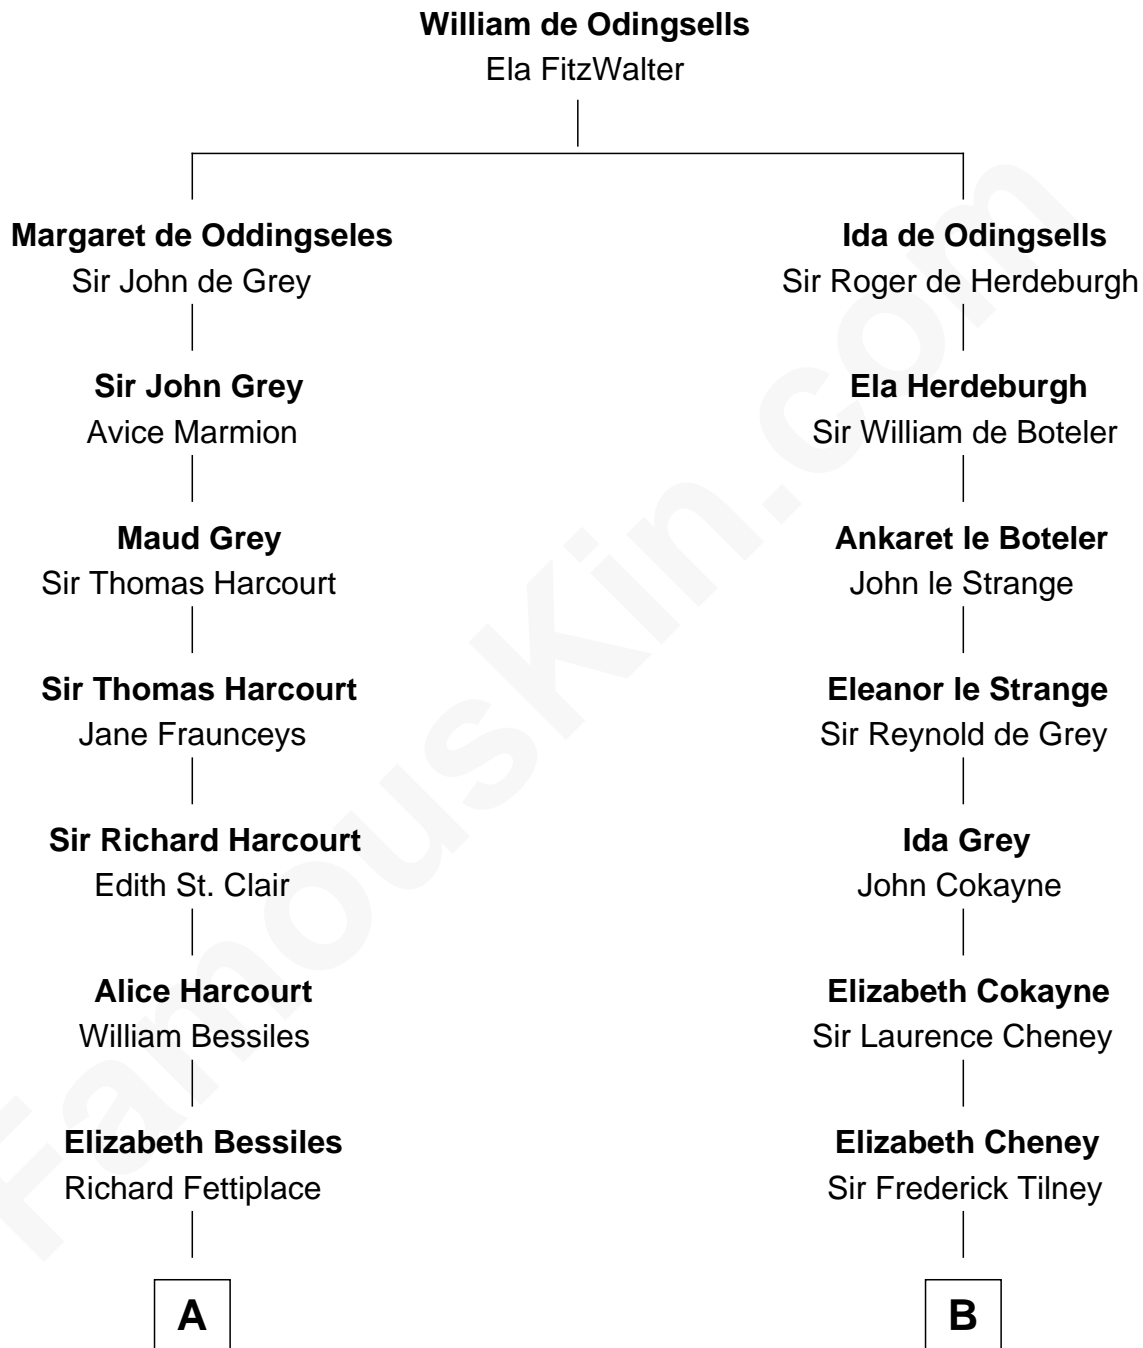 William de Odingsells
Ela FitzWalter
Margaret de Oddingseles
Sir John de Grey
Ida de Odingsells
Sir Roger de Herdeburgh
Sir John Grey
Avice Marmion
Ela Herdeburgh
Sir William de Boteler
Maud Grey
Sir Thomas Harcourt
Ankaret le Boteler
John le Strange
Sir Thomas Harcourt
Jane Fraunceys
Eleanor le Strange
Sir Reynold de Grey
Sir Richard Harcourt
Edith St. Clair
Ida Grey
John Cokayne
Alice Harcourt
William Bessiles
Elizabeth Cokayne
Sir Laurence Cheney
Elizabeth Bessiles
Richard Fettiplace
Elizabeth Cheney
Sir Frederick Tilney
A
B
FamousKin.com